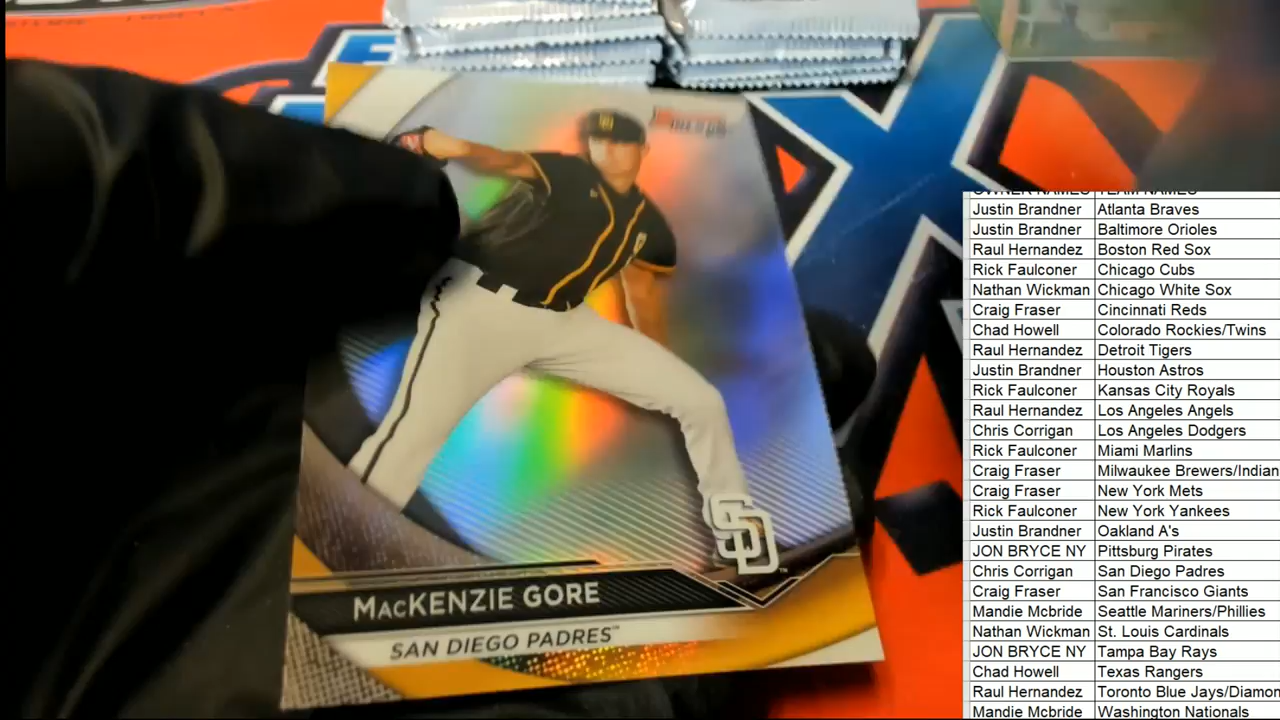 MACKENZIE GORE
SAN DIEGO PADRES™
SD
OWNER NAMES TEAM NAMES
Justin Brandner Atlanta Braves
Justin Brandner Baltimore Orioles
Raul Hernandez Boston Red Sox
Rick Faulconer Chicago Cubs
Nathan Wickman Chicago White Sox
Craig Fraser Cincinnati Reds
Chad Howell Colorado Rockies/Twins
Raul Hernandez Detroit Tigers
Justin Brandner Houston Astros
Rick Faulconer Kansas City Royals
Raul Hernandez Los Angeles Angels
Chris Corrigan Los Angeles Dodgers
Rick Faulconer Miami Marlins
Craig Fraser Milwaukee Brewers/Indian
Craig Fraser New York Mets
Rick Faulconer New York Yankees
Justin Brandner Oakland A's
JON BRYCE NY Pittsburg Pirates
Chris Corrigan San Diego Padres
Craig Fraser San Francisco Giants
Mandie Mcbride Seattle Mariners/Phillies
Nathan Wickman St. Louis Cardinals
JON BRYCE NY Tampa Bay Rays
Chad Howell Texas Rangers
Raul Hernandez Toronto Blue Jays/Diamon
Mandie Mcbride Washington Nationals